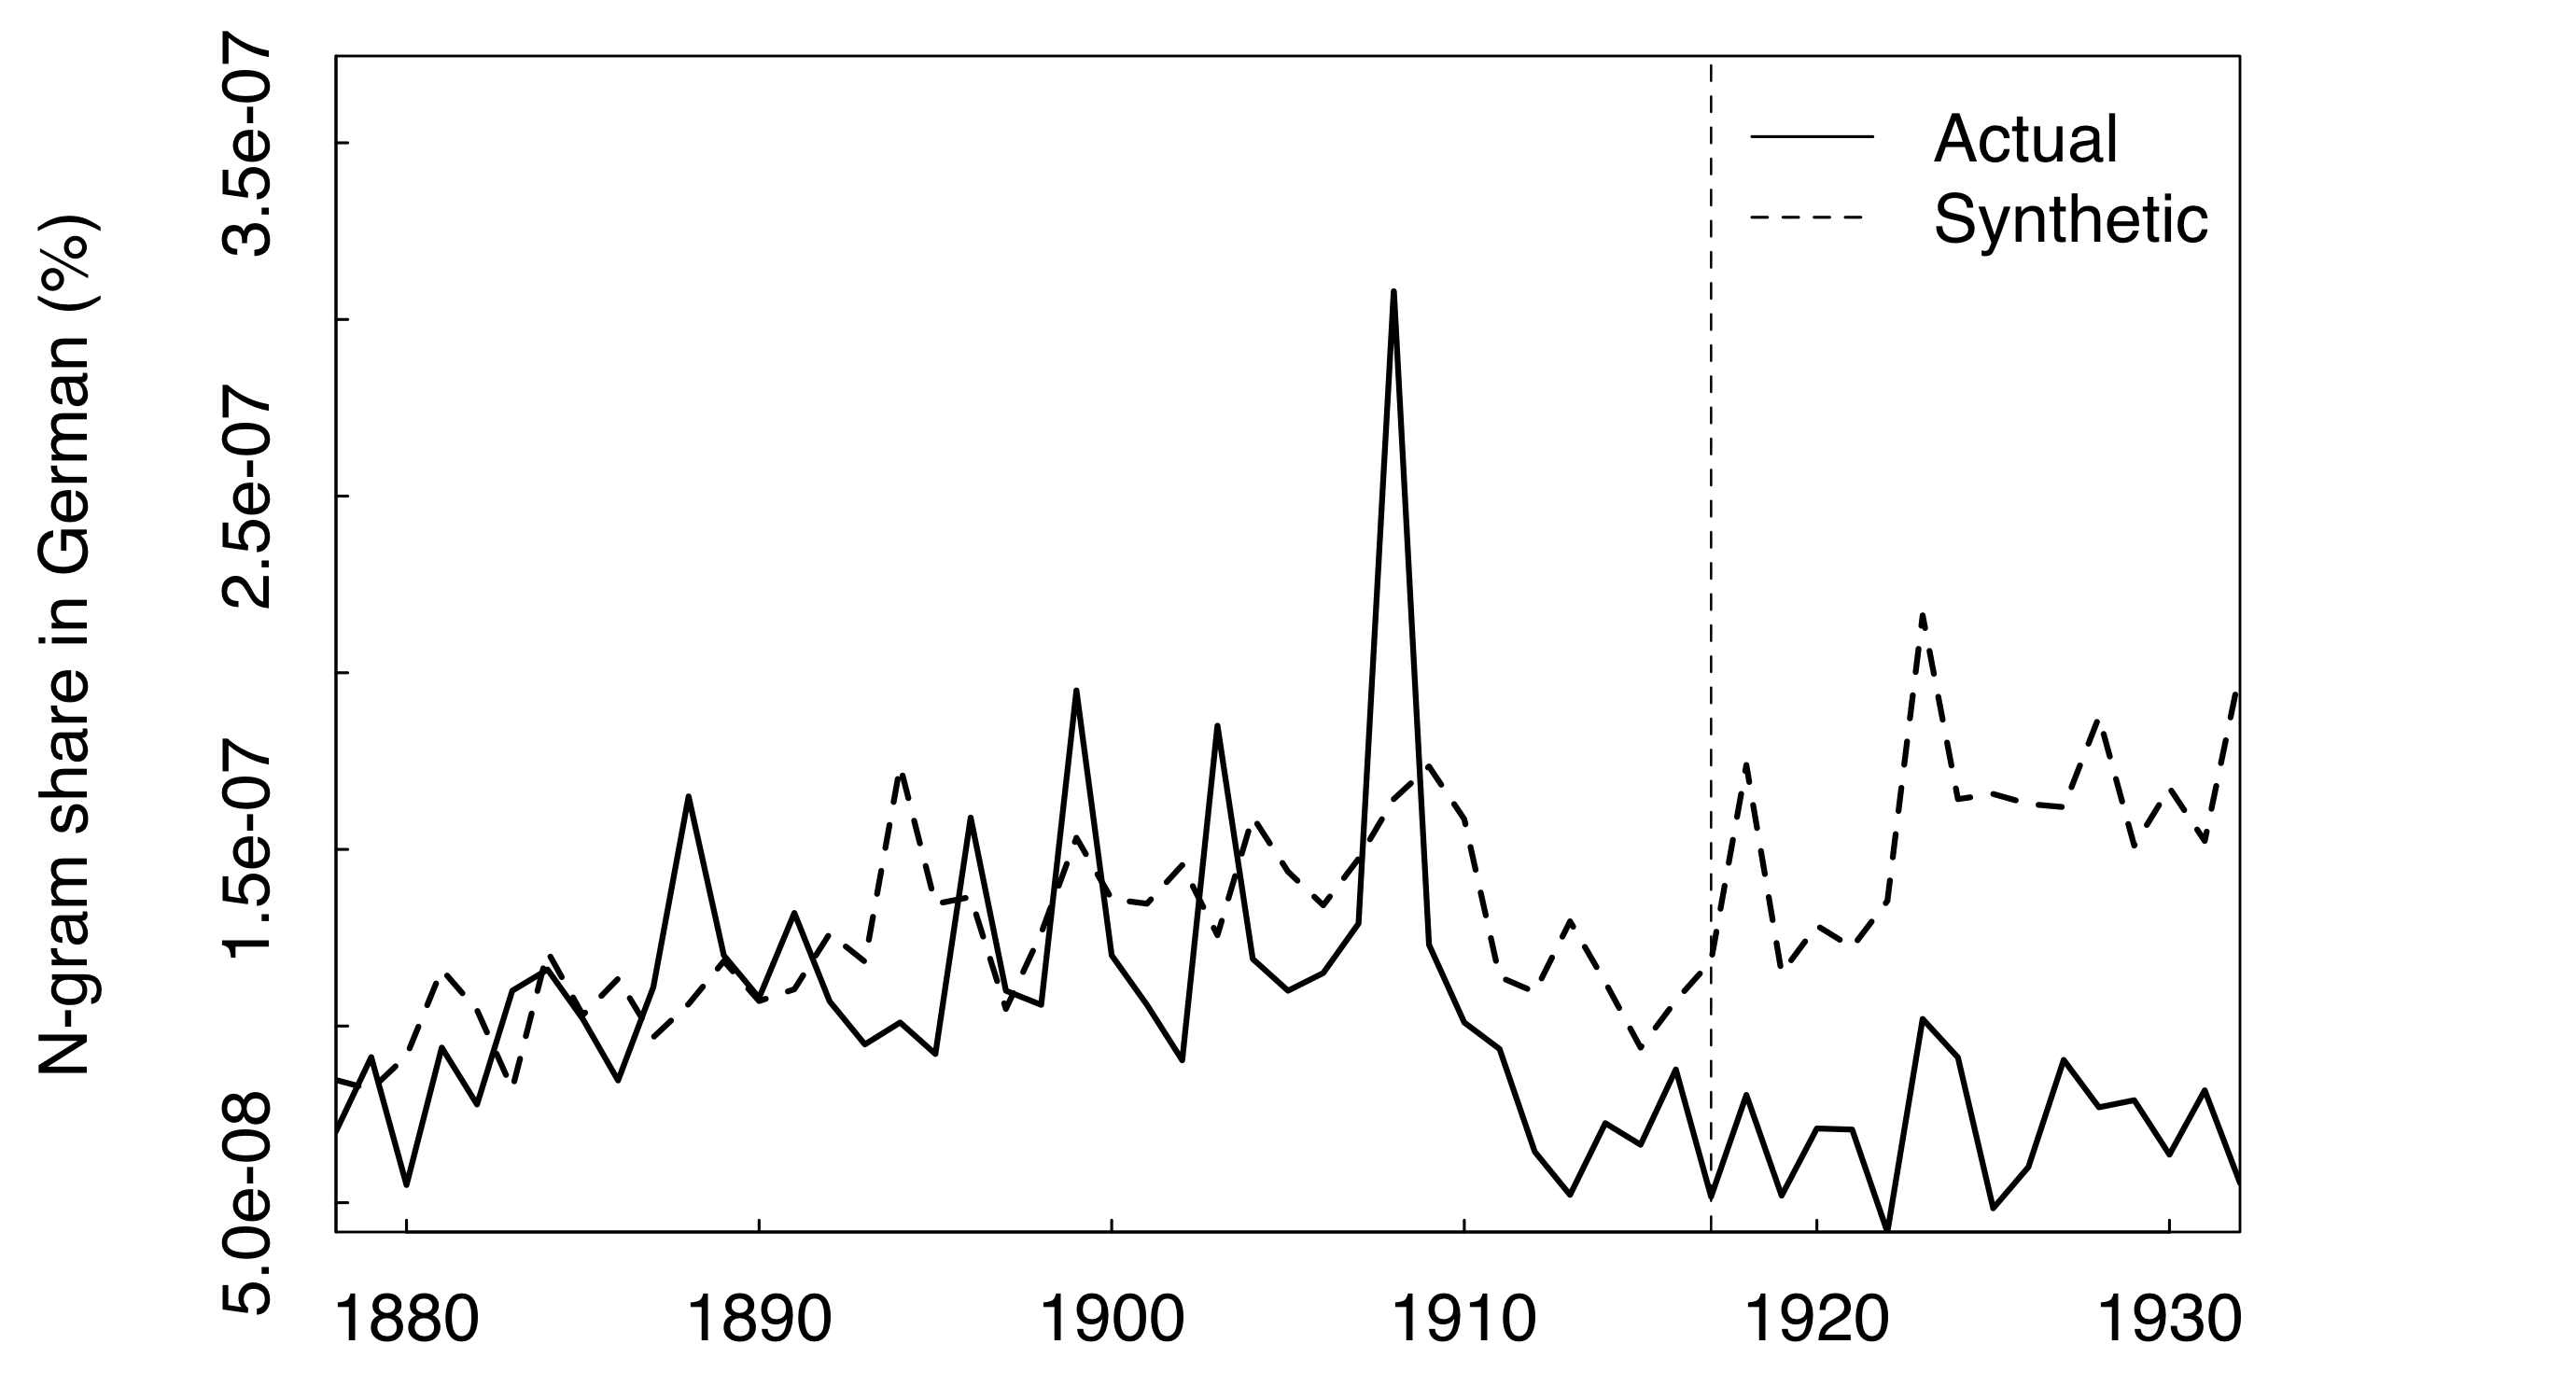 N-gram share in German (%)
3.5e-07
2.5e-07
1.5e-07
5.0e-08
Actual
Synthetic
1880 1890 1900 1910 1920 1930